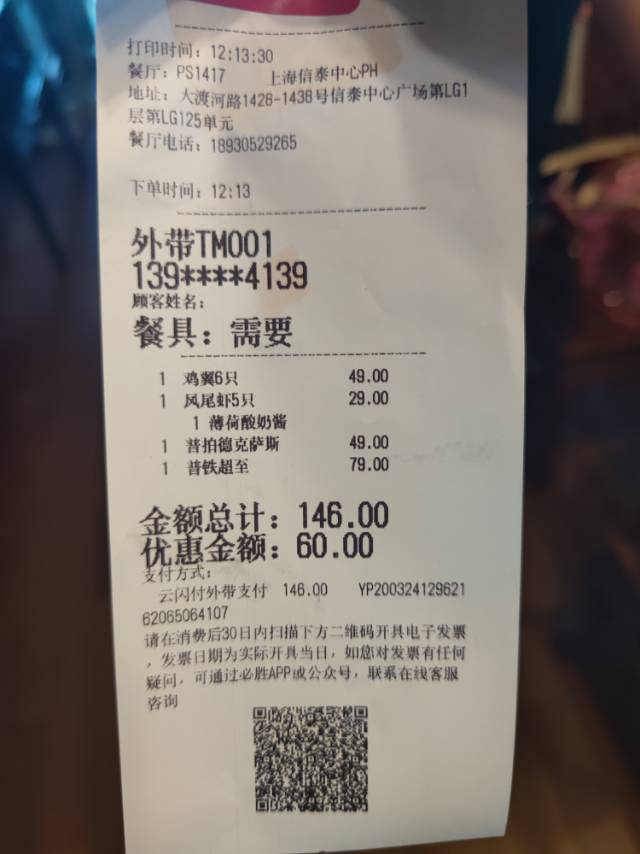 打印时间：12:13:30
餐厅：PS1417 上海信泰中心PH
地址：大渡河路1428-1438号信泰中心广场第LG1
层第LG125单元
餐厅电话：18930529265
下单时间：12:13
外带TM001
139****4139
顾客姓名：
餐具：需要
1 鸡翼6只 49.00
1 凤尾虾5只 29.00
1 薄荷酸奶酱
1 普拍德克萨斯 49.00
1 普铁超至 79.00
金额总计：146.00
优惠金额：60.00
支付方式：
云闪付外带支付 146.00 YP200324129621
62065064107
请在消费后30日内扫描下方二维码开具电子发票
，发票日期为实际开具当日，如您对发票有任何
疑问，可通过必胜APP或公众号，联系在线客服
咨询